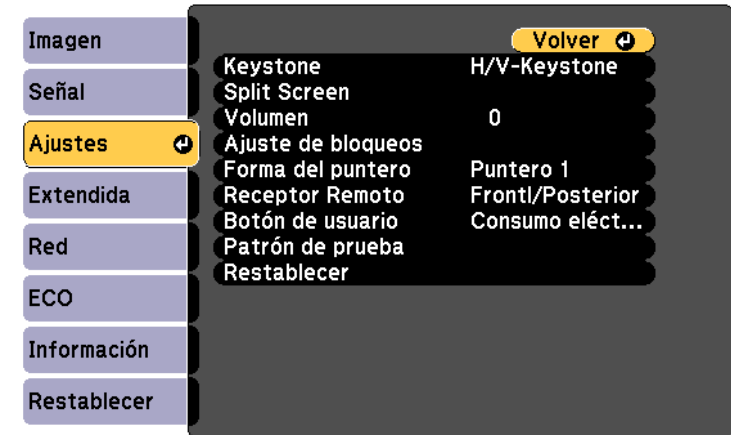 Imagen
Señal
Ajustes
Extendida
Red
ECO
Información
Restablecer
Volver
Keystone H/V-Keystone
Split Screen
Volumen 0
Ajuste de bloqueos
Forma del puntero Puntero 1
Receptor Remoto Frontl/Posterior
Botón de usuario Consumo eléct...
Patrón de prueba
Restablecer